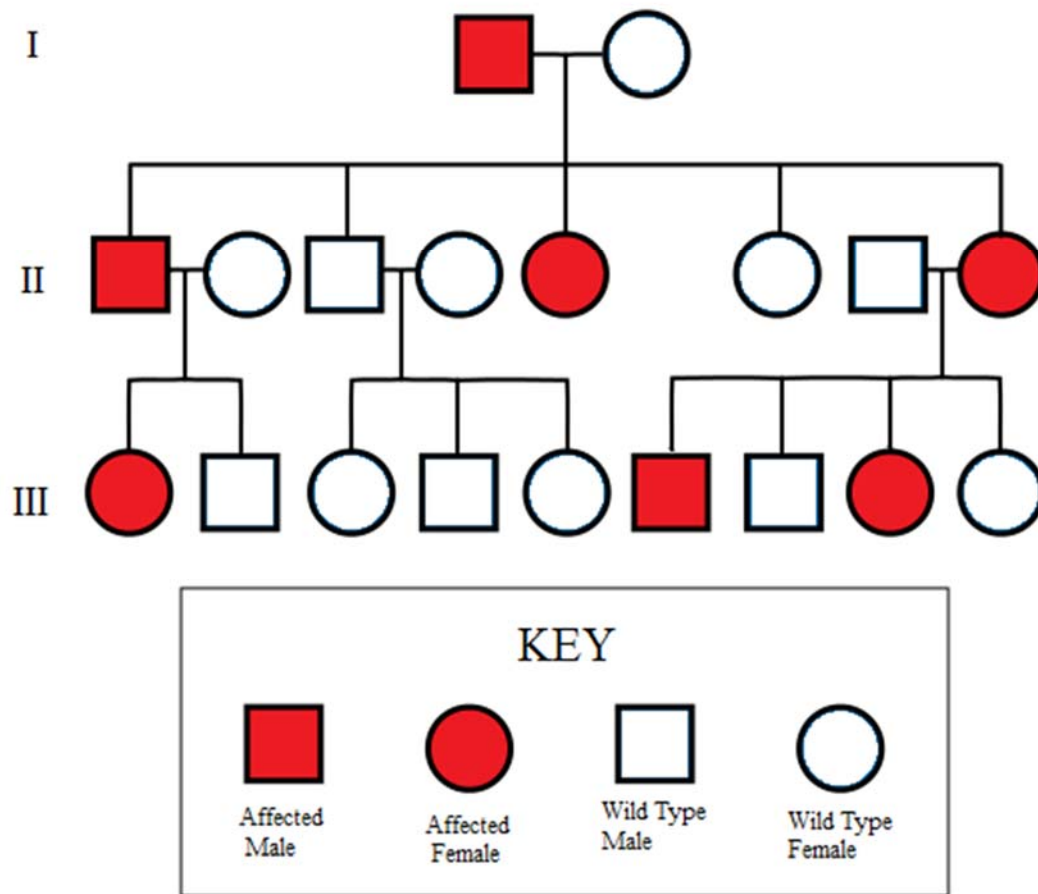 I
II
III
KEY
Affected
Male
Affected
Female
Wild Type
Male
Wild Type
Female